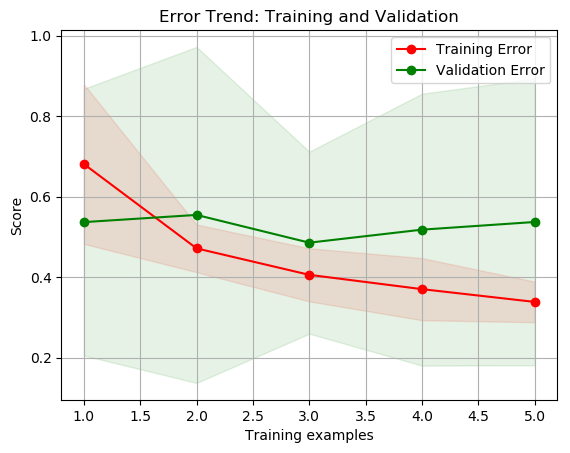 Error Trend: Training and Validation
Training Error
Validation Error
Score
1.0
0.8
0.6
0.4
0.2
1.0 1.5 2.0 2.5 3.0 3.5 4.0 4.5 5.0
Training examples